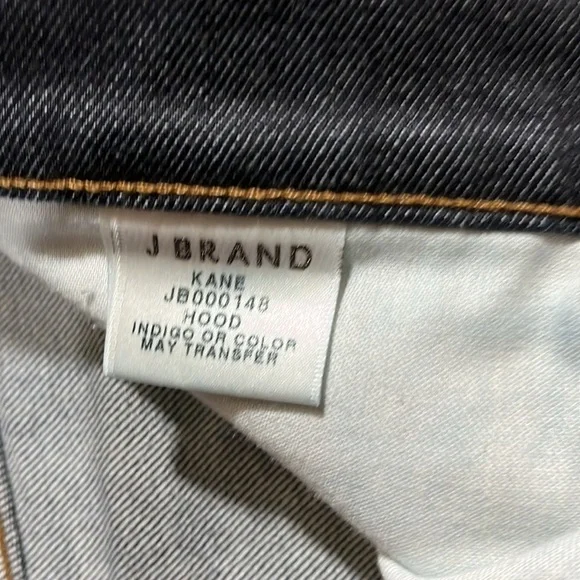 J BRAND
KANE
JB000148
HOOD
INDIGO OR COLOR
MAY TRANSFER